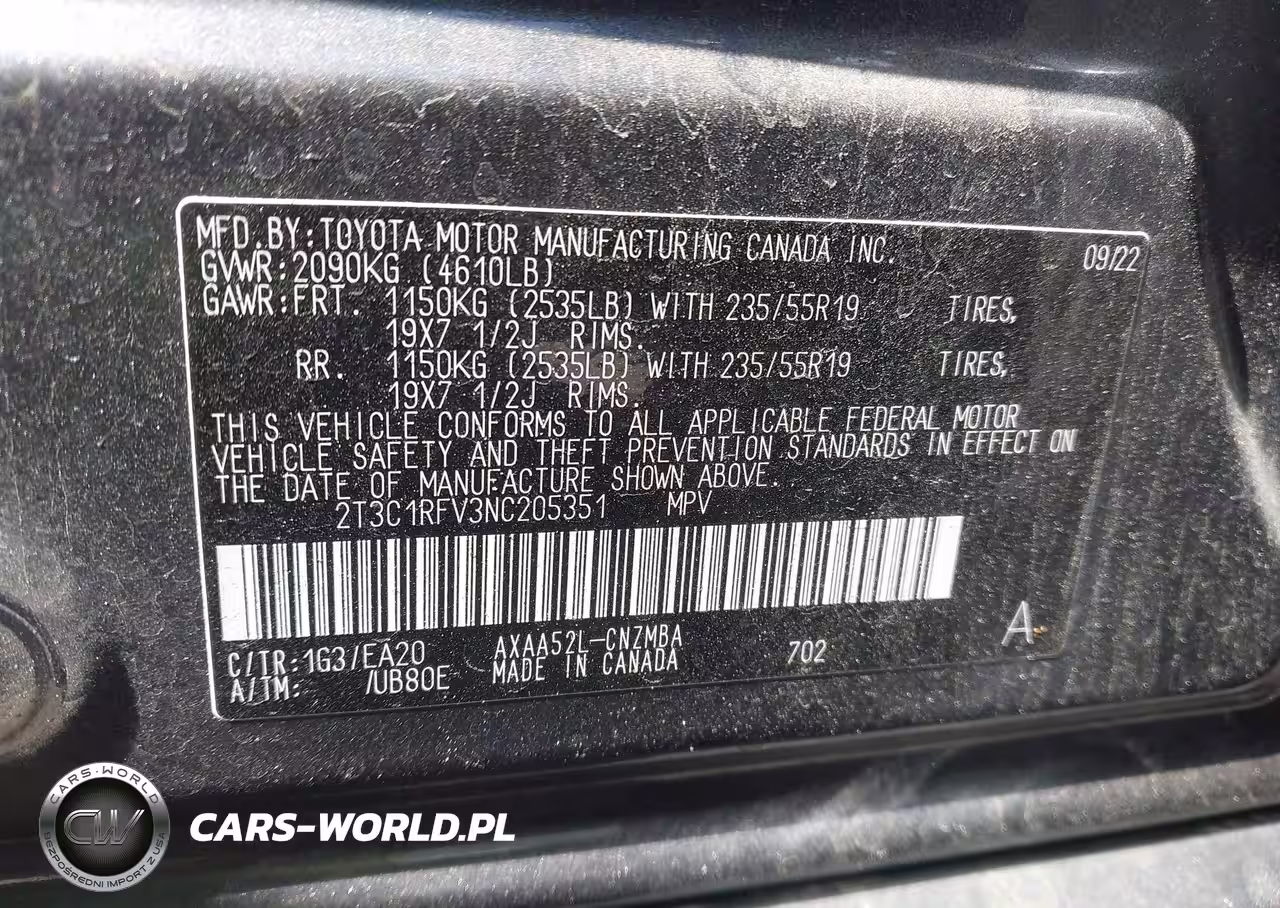 MFD.BY:TOYOTA MOTOR MANUFACTURING CANADA INC. 09/22
GVWR:2090KG (4610LB)
GAWR:FRT. 1150KG (2535LB) WITH 235/55R19 TIRES,
19X7 1/2J RIMS.
RR. 1150KG (2535LB) WITH 235/55R19 TIRES,
19X7 1/2J RIMS.
THIS VEHICLE CONFORMS TO ALL APPLICABLE FEDERAL MOTOR
VEHICLE SAFETY AND THEFT PREVENTION STANDARDS IN EFFECT ON
THE DATE OF MANUFACTURE SHOWN ABOVE.
2T3C1RFV3NC205351 MPV
C/TR:1G3/EA20 AXAA52L-CNZMBA 702 A
A/TM: /UB80E MADE IN CANADA
CARS-WORLD
CW
BEZPOŚREDNI IMPORT Z USA
CARS-WORLD.PL